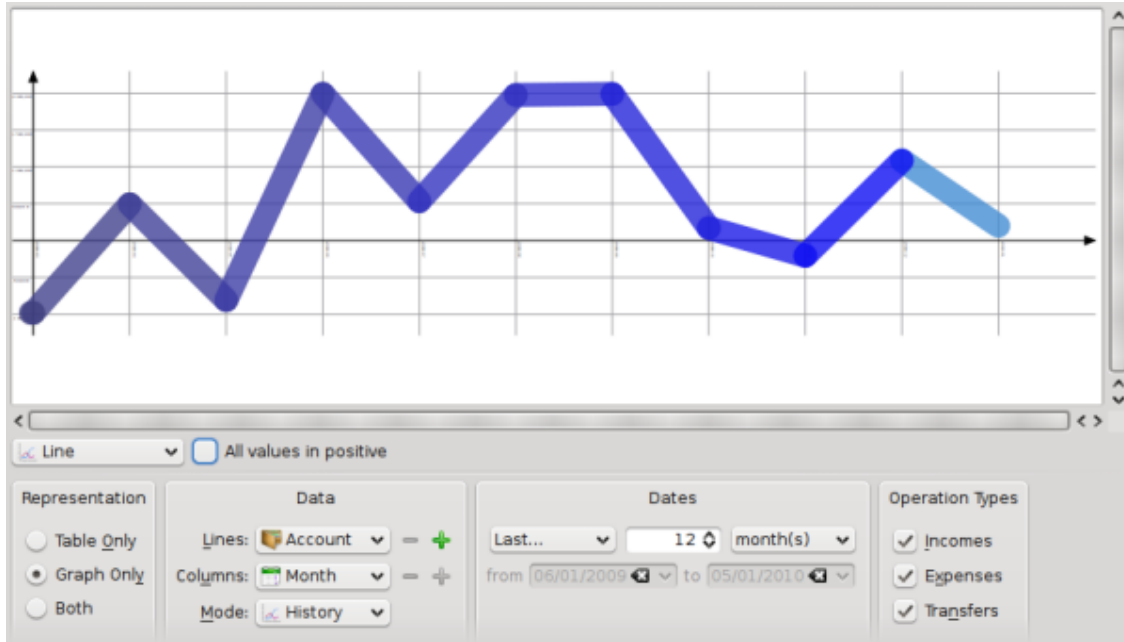 Line
All values in positive
Representation
Table Only
Graph Only
Both
Data
Lines: Account
Columns: Month
Mode: History
Dates
Last... 12 month(s)
from 06/01/2009 to 05/01/2010
Operation Types
Incomes
Expenses
Transfers